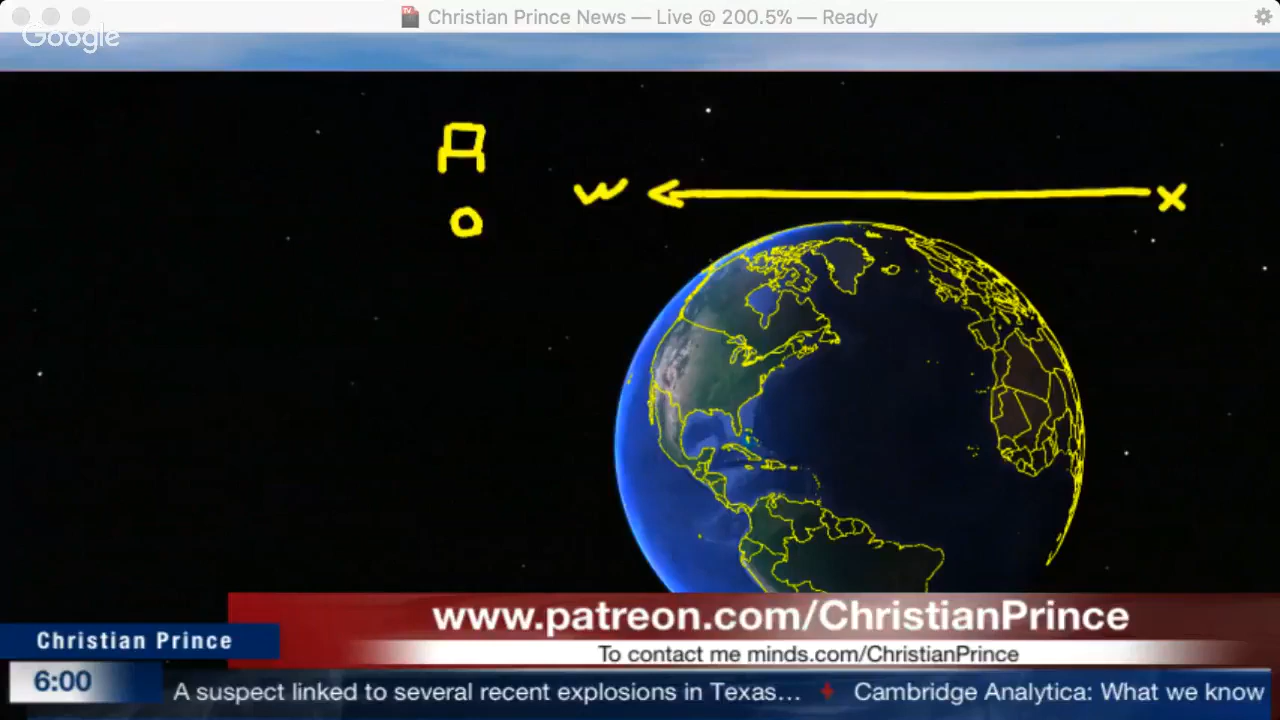 Christian Prince News — Live @ 200.5% — Ready
Google
W
X
www.patreon.com/ChristianPrince
To contact me minds.com/ChristianPrince
Christian Prince
6:00
A suspect linked to several recent explosions in Texas... Cambridge Analytica: What we know